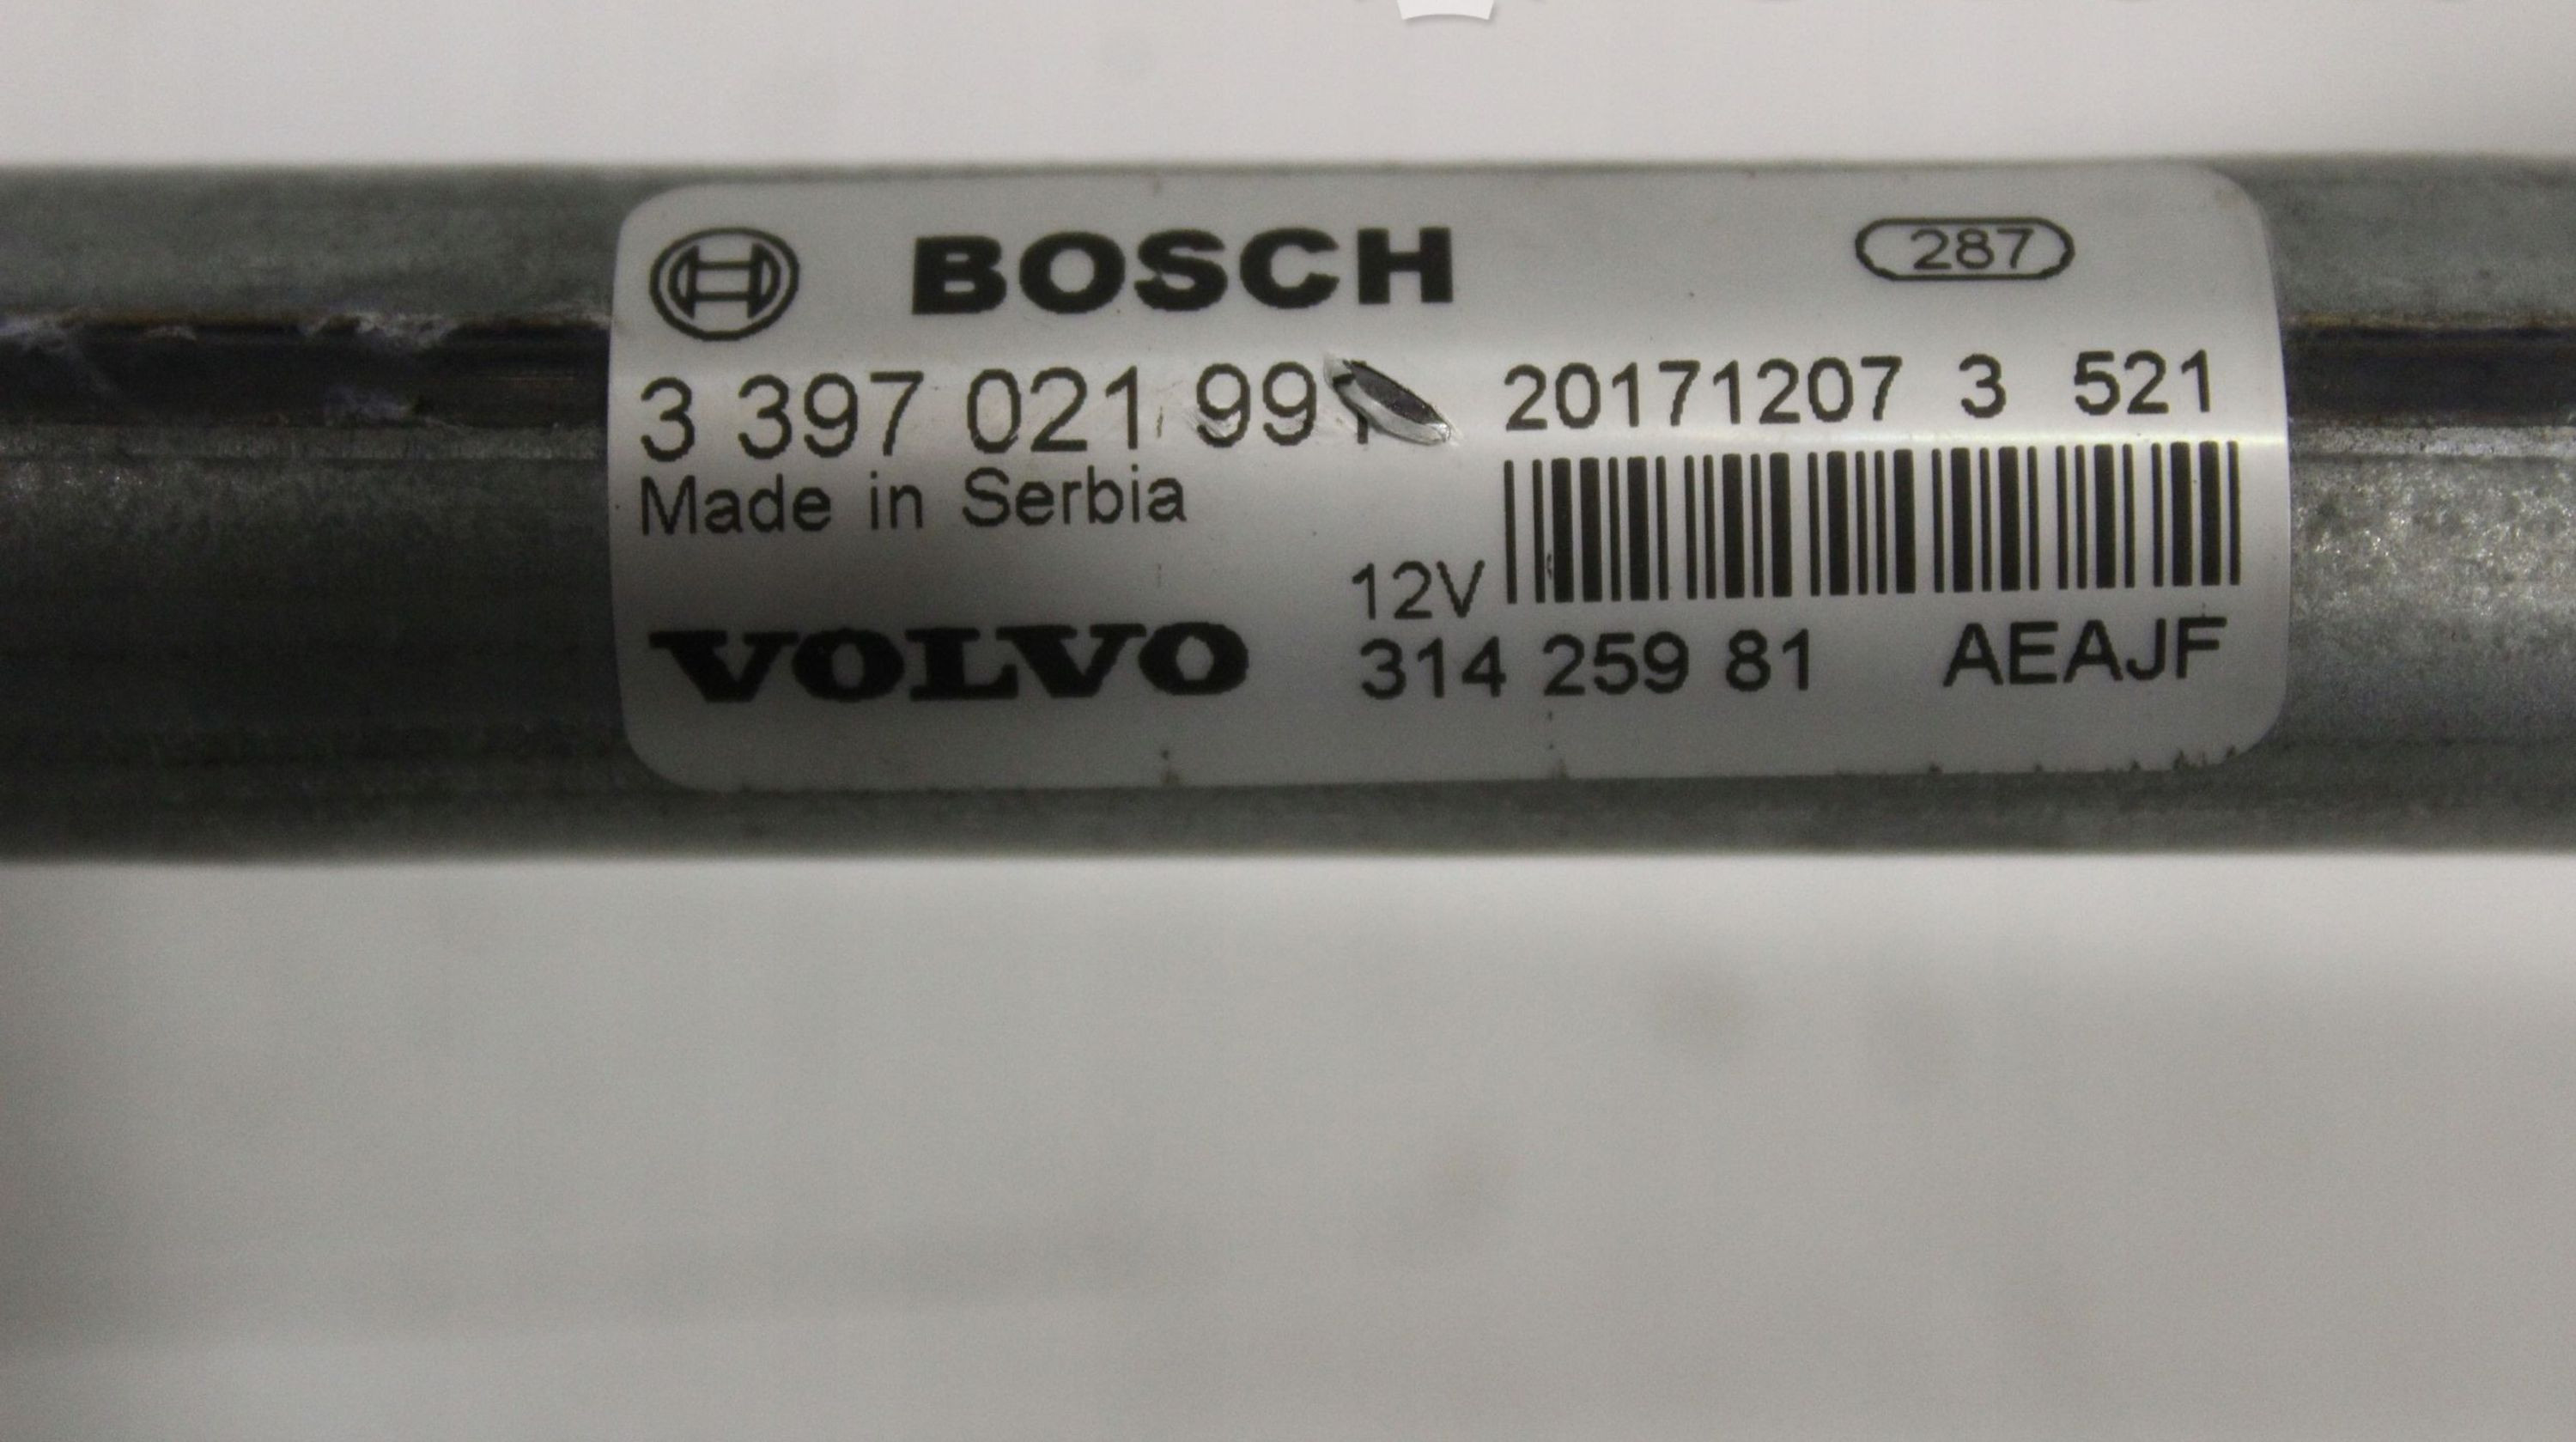 BOSCH 287
3 397 021 20171207 3 521
Made in Serbia
12V
VOLVO 314 259 81 AEAJF